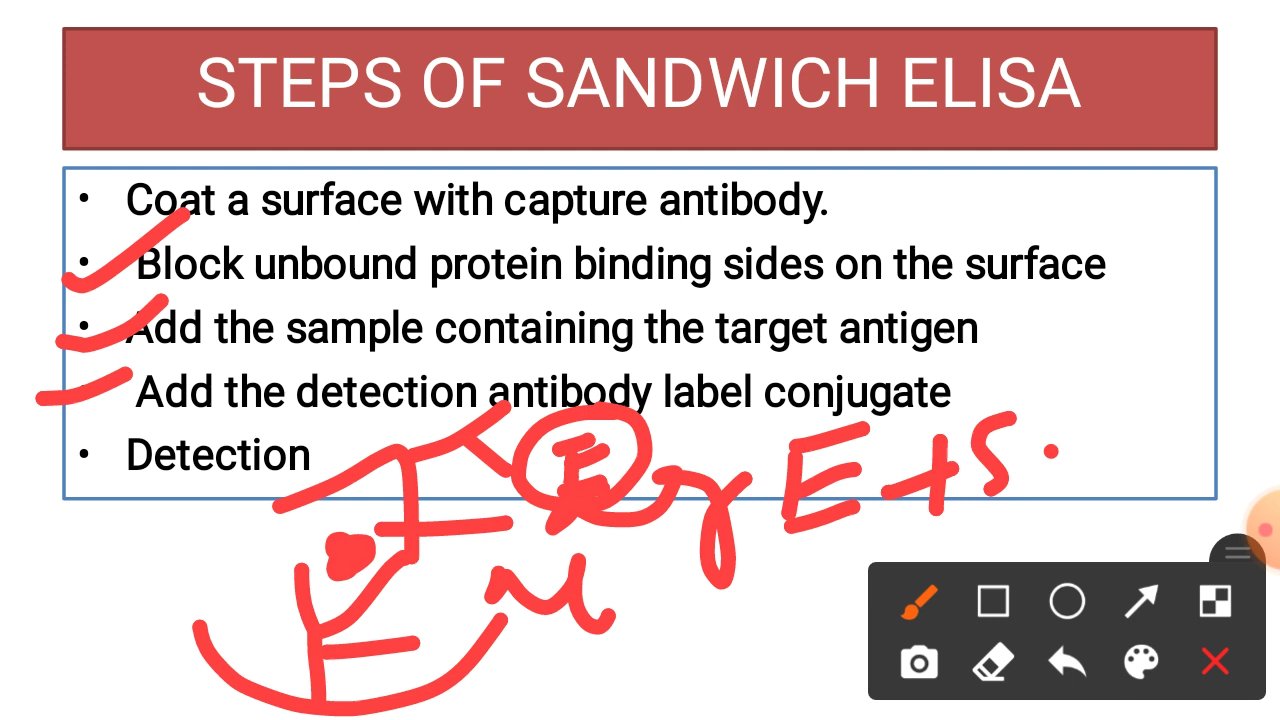 STEPS OF SANDWICH ELISA
• Coat a surface with capture antibody.
• Block unbound protein binding sides on the surface
• Add the sample containing the target antigen
Add the detection antibody label conjugate
• Detection
E
E+S